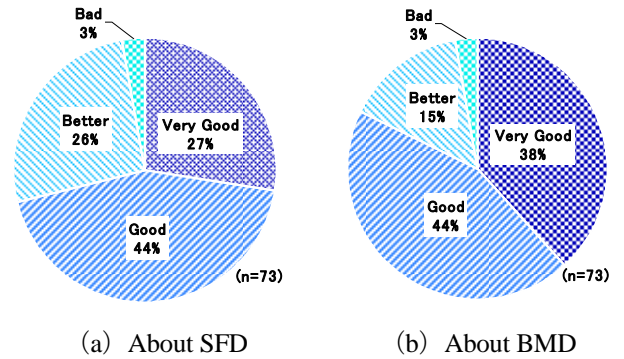 Bad
3%
Better
26%
Very Good
27%
Good
44%
(n=73)
(a) About SFD
Bad
3%
Better
15%
Very Good
38%
Good
44%
(n=73)
(b) About BMD